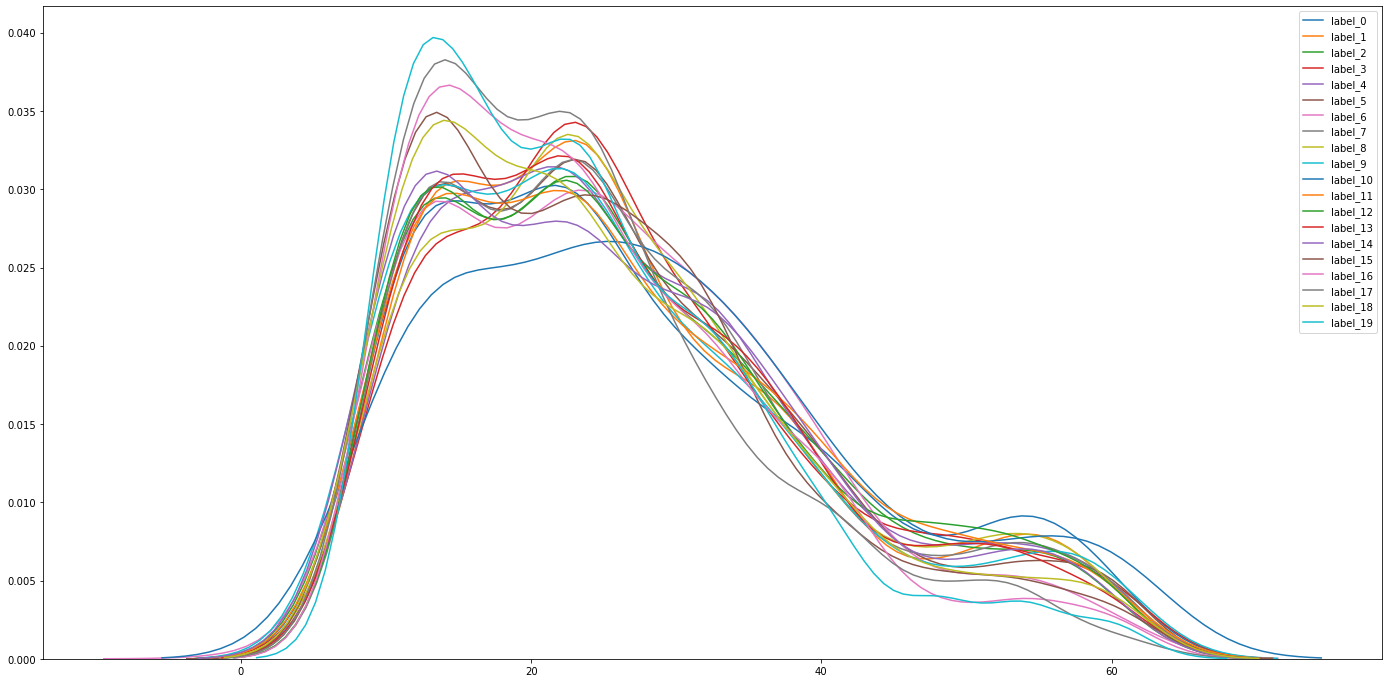 0.040
0.035
0.030
0.025
0.020
0.015
0.010
0.005
0.000
0
20
40
60
label_0
label_1
label_2
label_3
label_4
label_5
label_6
label_7
label_8
label_9
label_10
label_11
label_12
label_13
label_14
label_15
label_16
label_17
label_18
label_19